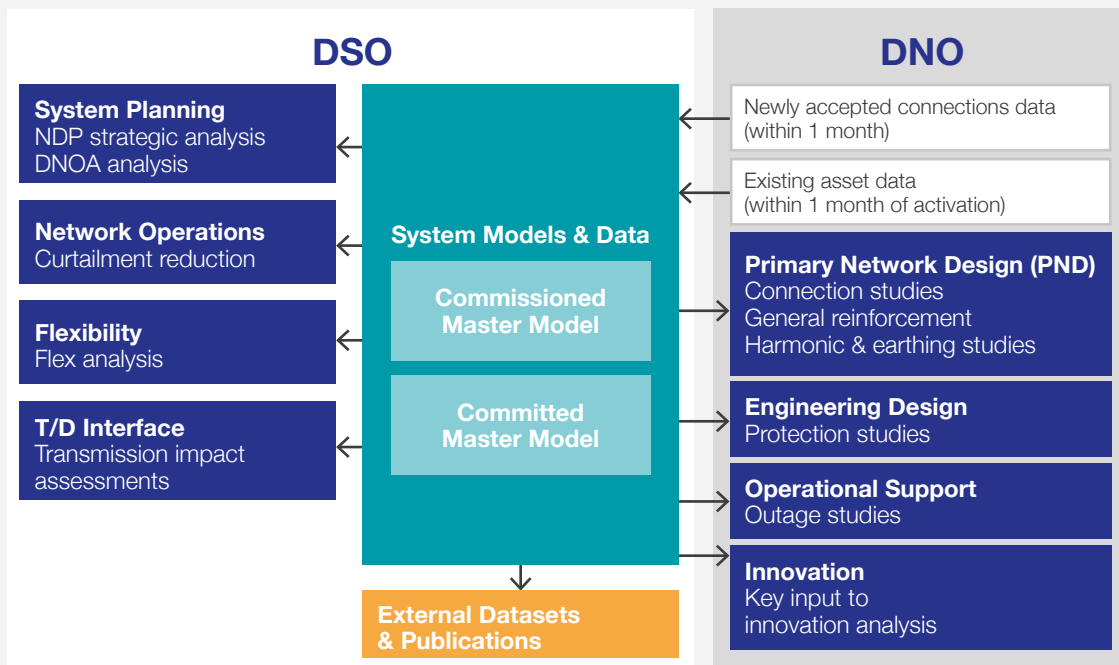 DSO
System Planning
NDP strategic analysis
DNOA analysis
Network Operations
Curtailment reduction
Flexibility
Flex analysis
T/D Interface
Transmission impact
assessments
System Models & Data
Commissioned
Master Model
Committed
Master Model
External Datasets
& Publications
DNO
Newly accepted connections data
(within 1 month)
Existing asset data
(within 1 month of activation)
Primary Network Design (PND)
Connection studies
General reinforcement
Harmonic & earthing studies
Engineering Design
Protection studies
Operational Support
Outage studies
Innovation
Key input to
innovation analysis